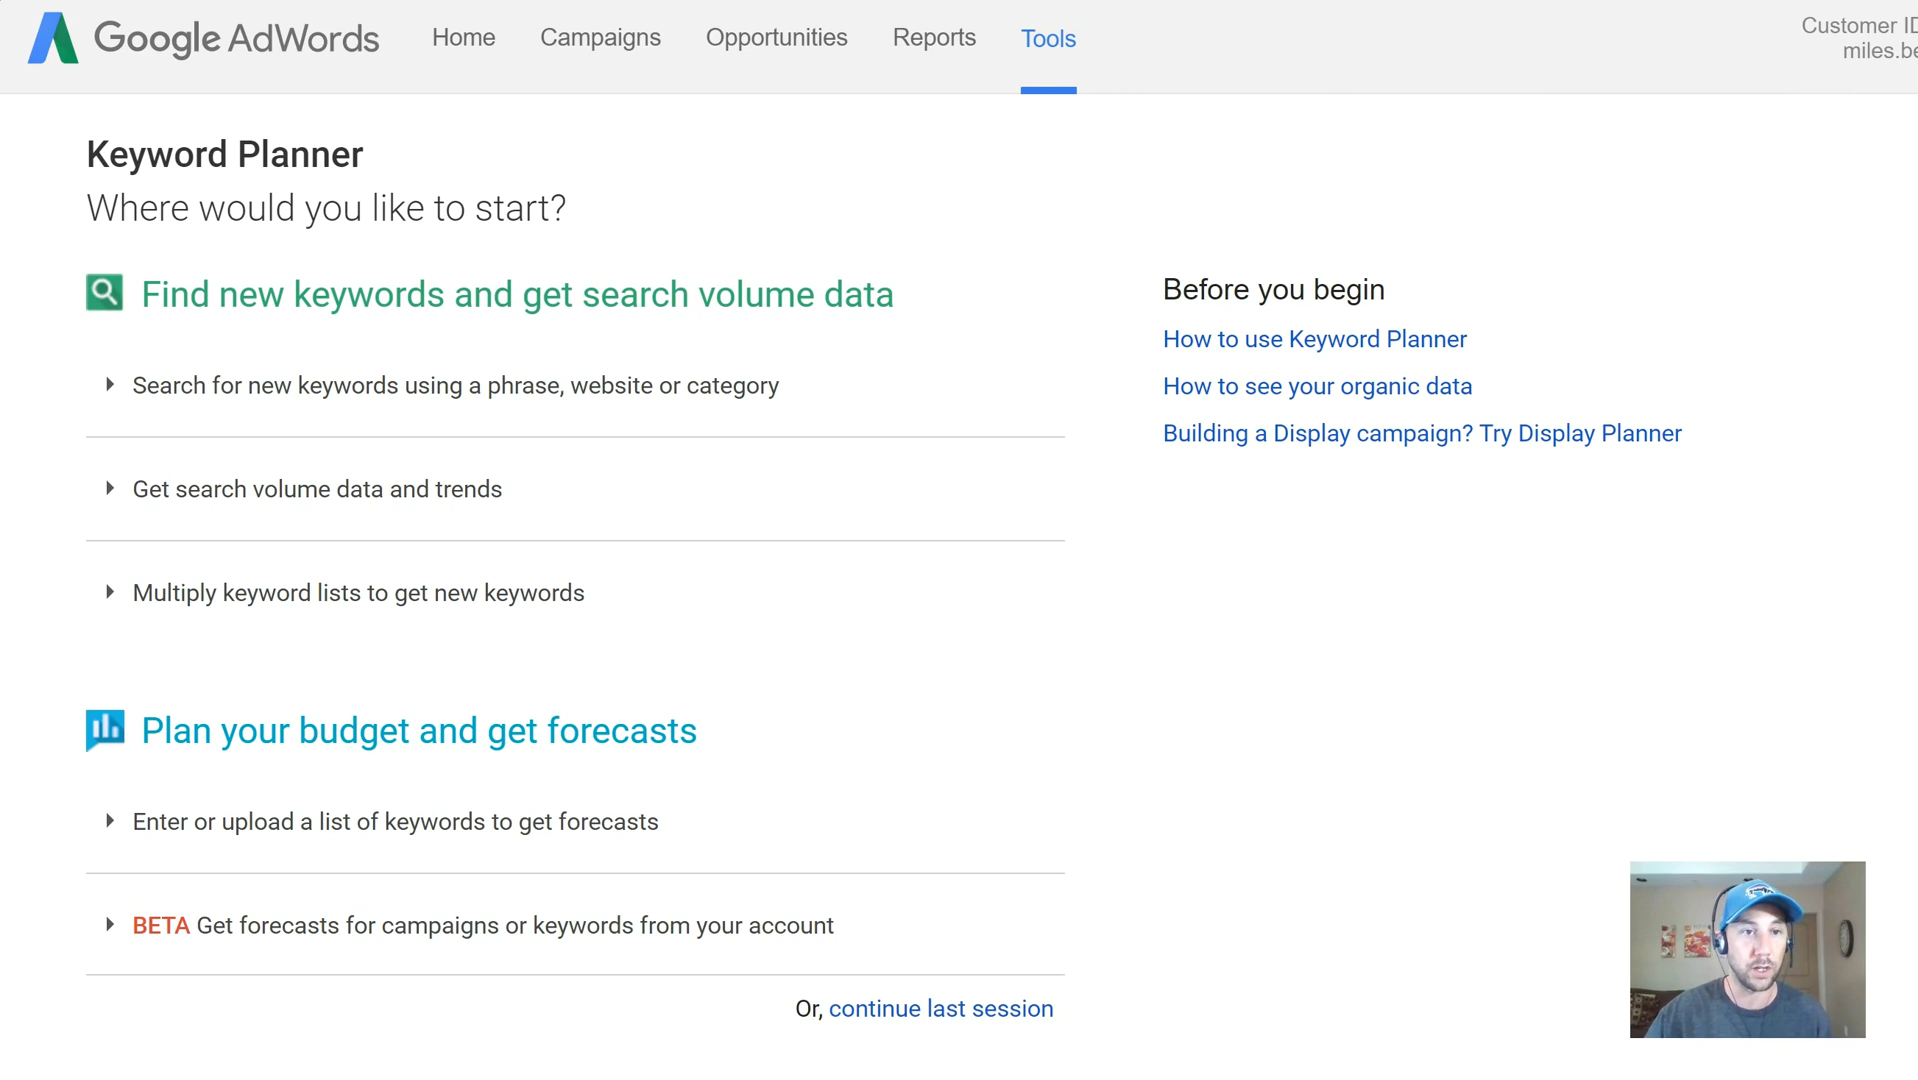 Google AdWords
Home
Campaigns
Opportunities
Reports
Tools
Customer ID
miles.be
Keyword Planner
Where would you like to start?
Find new keywords and get search volume data
Search for new keywords using a phrase, website or category
Get search volume data and trends
Multiply keyword lists to get new keywords
Plan your budget and get forecasts
Enter or upload a list of keywords to get forecasts
BETA Get forecasts for campaigns or keywords from your account
Or, continue last session
Before you begin
How to use Keyword Planner
How to see your organic data
Building a Display campaign? Try Display Planner